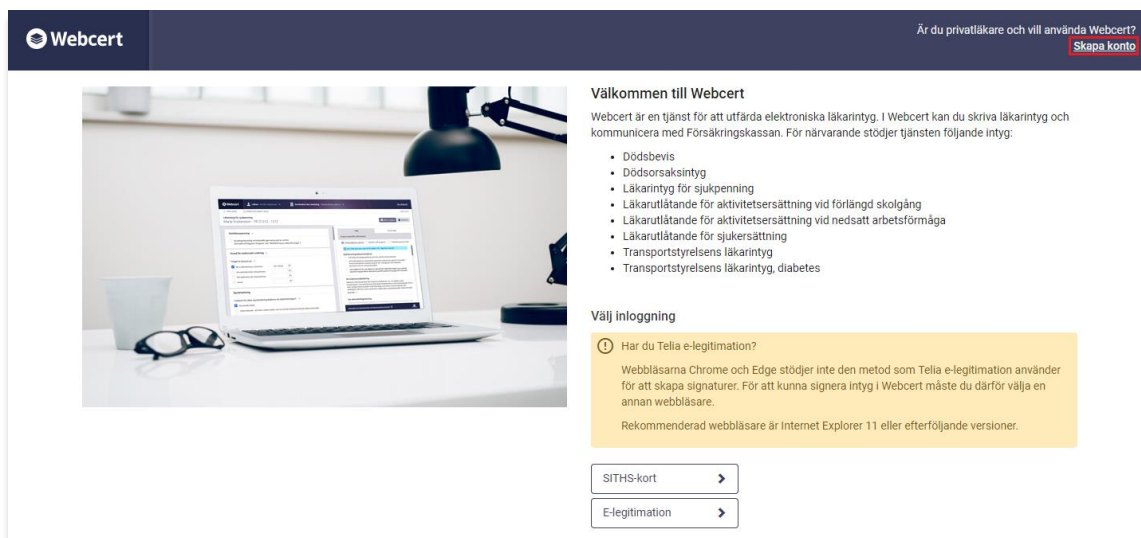 Webcert
Är du privatläkare och vill använda Webcert?
Skapa konto
Välkommen till Webcert
Webcert är en tjänst för att utfärda elektroniska läkarintyg. I Webcert kan du skriva läkarintyg och
kommunicera med Försäkringskassan. För närvarande stödjer tjänsten följande intyg:
• Dödsbevis
• Dödsorsaksintyg
• Läkarintyg för sjukpenning
• Läkarutlåtande för aktivitetsersättning vid förlängd skolgång
• Läkarutlåtande för aktivitetsersättning vid nedsatt arbetsförmåga
• Läkarutlåtande för sjukersättning
• Transportstyrelsens läkarintyg
• Transportstyrelsens läkarintyg, diabetes
Välj inloggning
Har du Telia e-legitimation?
Webbläsarna Chrome och Edge stödjer inte den metod som Telia e-legitimation använder
för att skapa signaturer. För att kunna signera intyg i Webcert måste du därför välja en
annan webbläsare.
Rekommenderad webbläsare är Internet Explorer 11 eller efterföljande versioner.
SITHS-kort
E-legitimation